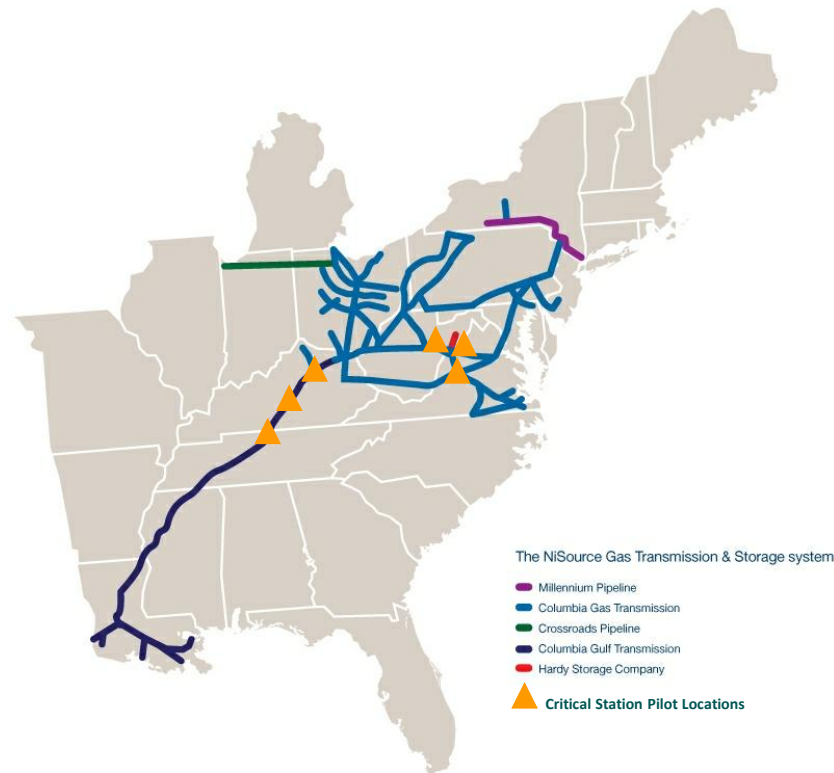 The NiSource Gas Transmission & Storage system
Millennium Pipeline
Columbia Gas Transmission
Crossroads Pipeline
Columbia Gulf Transmission
Hardy Storage Company
Critical Station Pilot Locations